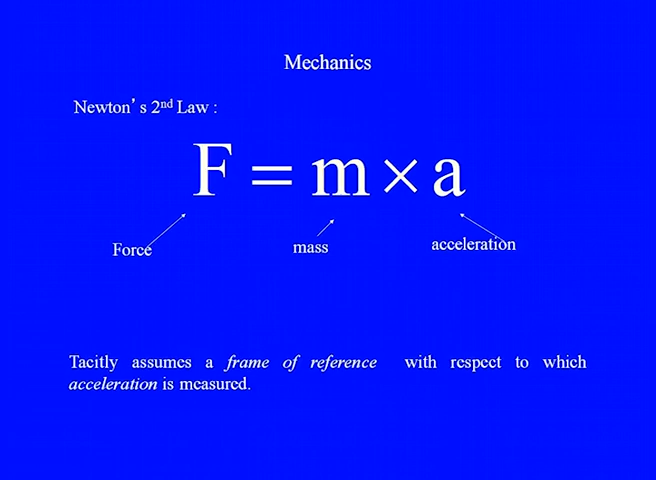 Mechanics
Newton's 2nd Law :
F = m × a
Force mass acceleration
Tacitly assumes a frame of reference with respect to which
acceleration is measured.